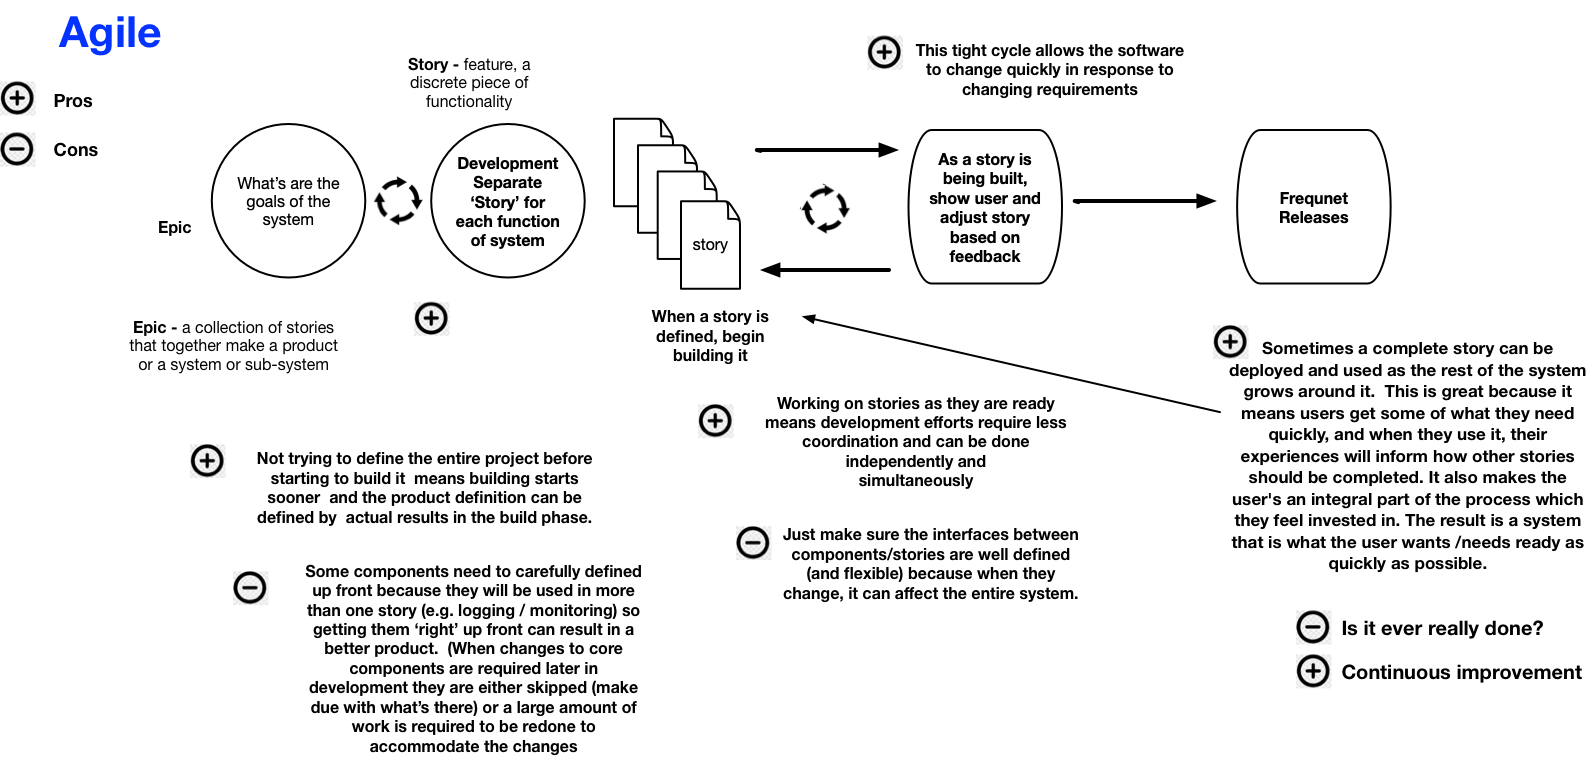 Agile
Pros
Cons
Story - feature, a
discrete piece of
functionality
This tight cycle allows the software
to change quickly in response to
changing requirements
Epic
What's are the
goals of the
system
Development
Separate
‘Story’ for
each function
of system
story
As a story is
being built,
show user and
adjust story
based on
feedback
Frequnet
Releases
Epic - a collection of stories
that together make a product
or a system or sub-system
When a story is
defined, begin
building it
Not trying to define the entire project before
starting to build it  means building starts
sooner  and the product definition can be
defined by  actual results in the build phase.
Some components need to carefully defined
up front because they will be used in more
than one story (e.g. logging / monitoring) so
getting them ‘right’ up front can result in a
better product.  (When changes to core
components are required later in
development they are either skipped (make
due with what’s there) or a large amount of
work is required to be redone to
accommodate the changes
Working on stories as they are ready
means development efforts require less
coordination and can be done
independently and
simultaneously
Just make sure the interfaces between
components/stories are well defined
(and flexible) because when they
change, it can affect the entire system.
Sometimes a complete story can be
deployed and used as the rest of the system
grows around it.  This is great because it
means users get some of what they need
quickly, and when they use it, their
experiences will inform how other stories
should be completed. It also makes the
user's an integral part of the process which
they feel invested in. The result is a system
that is what the user wants /needs ready as
quickly as possible.
Is it ever really done?
Continuous improvement